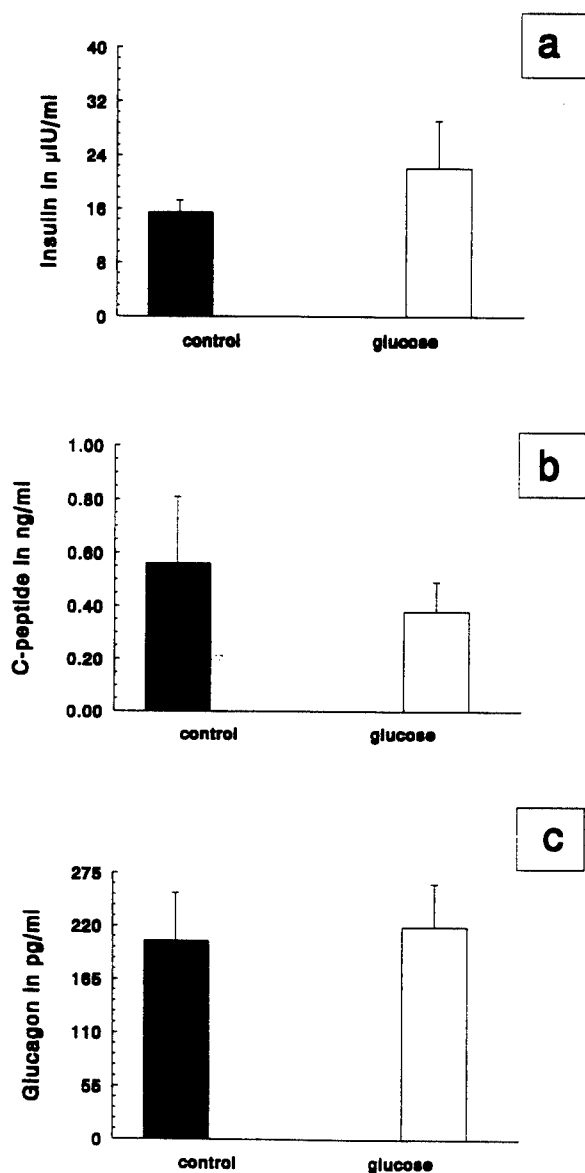 a
Insulin in µIU/ml
40
32
24
16
8
0
control glucose
b
C-peptide in ng/ml
1.00
0.80
0.60
0.40
0.20
0.00
control glucose
c
Glucagon in pg/ml
275
220
165
110
55
0
control glucose